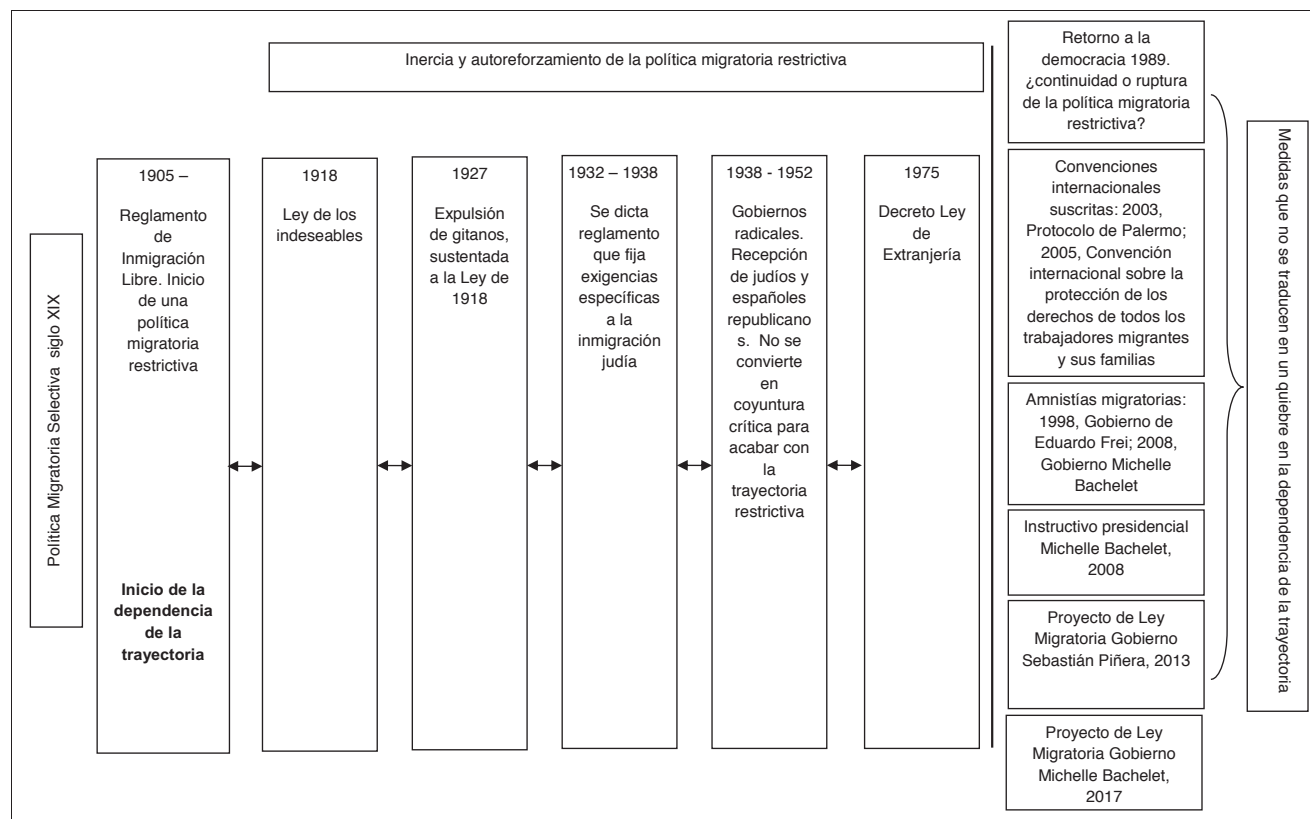 Política Migratoria Selectiva siglo XIX
Inercia y autoreforzamiento de la política migratoria restrictiva
1905 –
Reglamento
de
Inmigración
Libre. Inicio
de una
política
migratoria
restrictiva
Inicio de la
dependencia
de la
trayectoria
1918
Ley de los
indeseables
1927
Expulsión
de gitanos,
sustentada
a la Ley de
1918
1932 – 1938
Se dicta
reglamento
que fija
exigencias
específicas
a la
inmigración
judía
1938 - 1952
Gobiernos
radicales.
Recepción
de judíos y
españoles
republicano
s. No se
convierte en
coyuntura
crítica para
acabar con
la
trayectoria
restrictiva
1975
Decreto Ley
de
Extranjería
Retorno a la
democracia 1989.
¿continuidad o ruptura
de la política migratoria
restrictiva?
Convenciones
internacionales
suscritas: 2003,
Protocolo de Palermo;
2005, Convención
internacional sobre la
protección de los
derechos de todos los
trabajadores migrantes
y sus familias
Amnistías migratorias:
1998, Gobierno de
Eduardo Frei; 2008,
Gobierno Michelle
Bachelet
Instructivo presidencial
Michelle Bachelet,
2008
Proyecto de Ley
Migratoria Gobierno
Sebastián Piñera, 2013
Proyecto de Ley
Migratoria Gobierno
Michelle Bachelet,
2017
Medidas que no se traducen en un quiebre en la dependencia de la trayectoria